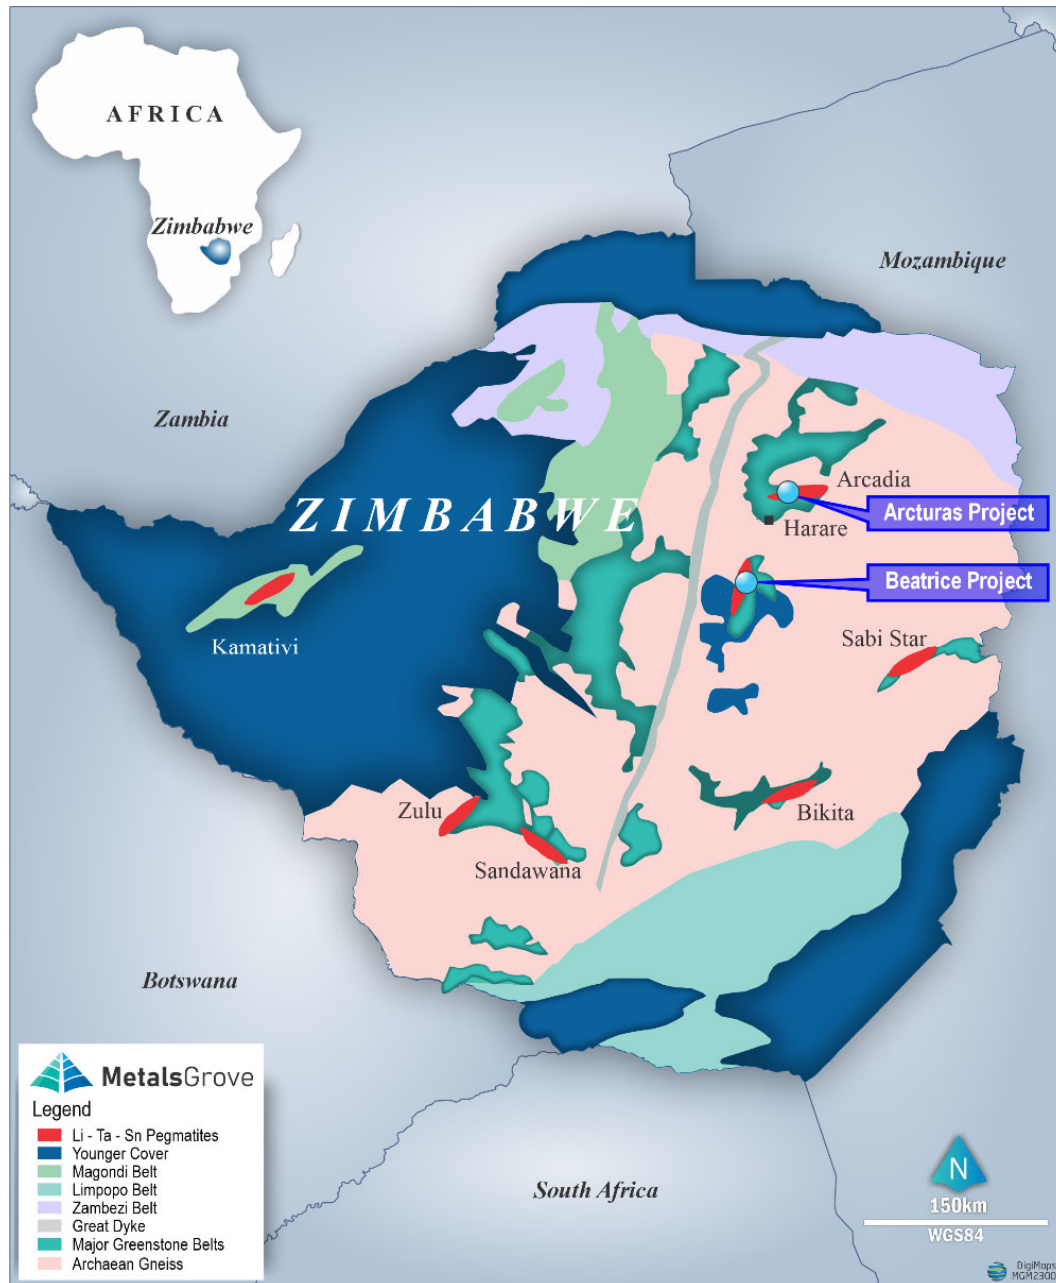 AFRICA
Zimbabwe
Mozambique
Zambia
ZIMBABWE
Arcadia
Arcturas Project
Harare
Beatrice Project
Kamativi
Sabi Star
Zulu
Bikita
Sandawana
Botswana
MetalsGrove
Legend
Li - Ta - Sn Pegmatites
Younger Cover
Magondi Belt
Limpopo Belt
Zambezi Belt
Great Dyke
Major Greenstone Belts
Archaean Gneiss
South Africa
N
150km
WGS84
DigiMaps
MGM2300